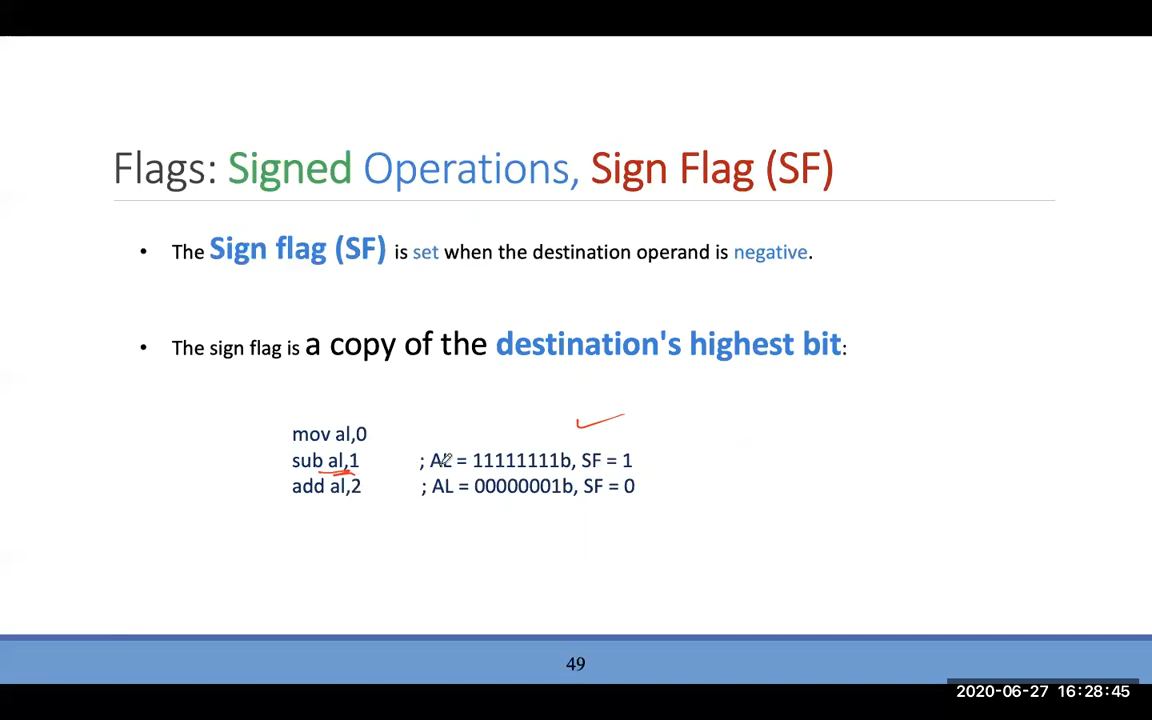 Flags: Signed Operations, Sign Flag (SF)
• The Sign flag (SF) is set when the destination operand is negative.
• The sign flag is a copy of the destination's highest bit:
mov al,0
sub al,1 ; AL = 11111111b, SF = 1
add al,2 ; AL = 00000001b, SF = 0
49
2020-06-27 16:28:45